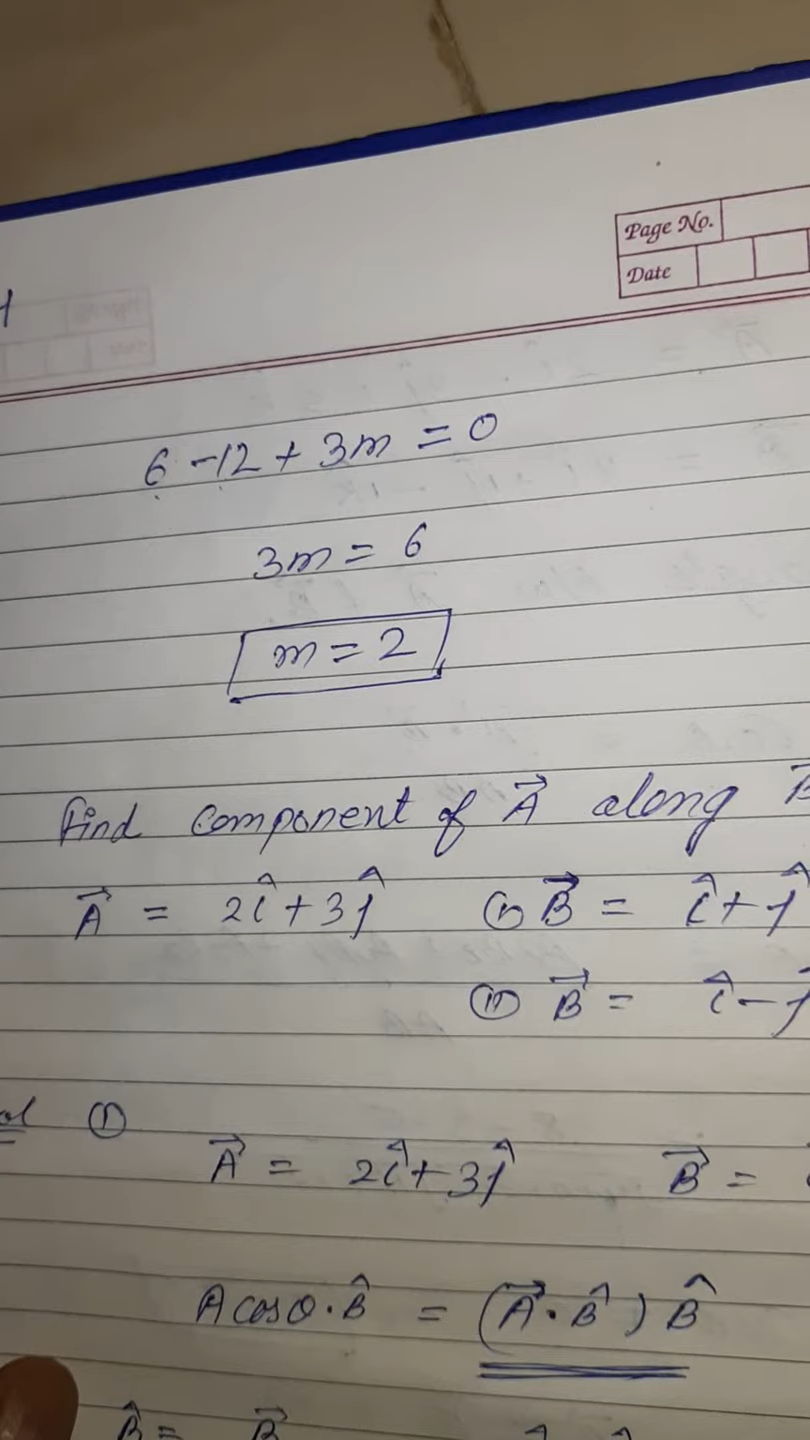 Page No.
Date
6 -12 + 3m = 0
3m = 6
m = 2
find component of A⃗ along B⃗
A⃗ = 2î + 3ĵ (i) B⃗ = î + ĵ
(ii) B⃗ = î - ĵ
(1)
A⃗ = 2î + 3ĵ B⃗ =
A cosθ · B̂ = (A⃗ · B̂) B̂
B̂ = B⃗